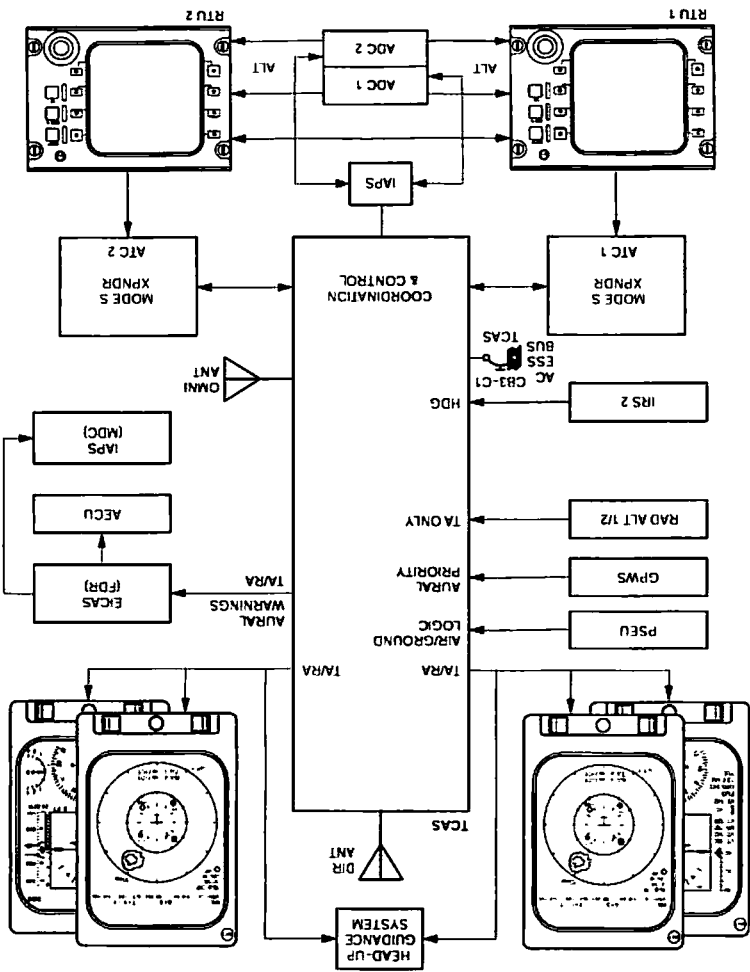 HEAD-UP
GUIDANCE
SYSTEM
DIR
ANT
TCAS
TA/RA
TA/RA
PSEU
AIR/GROUND
LOGIC
GPWS
AURAL
PRIORITY
RAD ALT 1/2
TA ONLY
AURAL
WARNINGS
TA/RA
EICAS
(FDR)
AECU
IAPS
(MDC)
IRS 2
HDG
AC
ESS
BUS
CB3-C1
TCAS
OMNI
ANT
MODE S
XPNDR
ATC 1
COORDINATION
& CONTROL
MODE S
XPNDR
ATC 2
IAPS
ADC 1
ADC 2
ALT
ALT
RTU 1
RTU 2